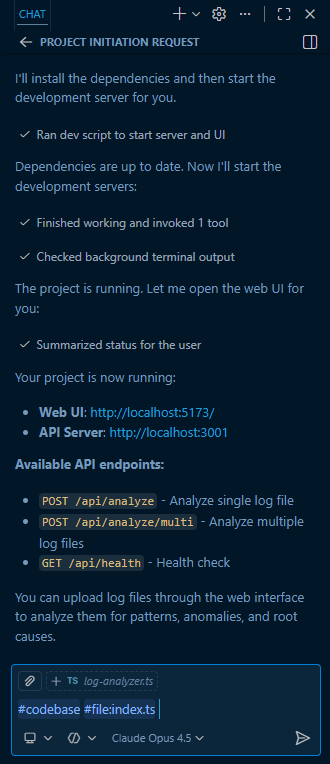 CHAT
PROJECT INITIATION REQUEST
I'll install the dependencies and then start the
development server for you.
Ran dev script to start server and UI
Dependencies are up to date. Now I'll start the
development servers:
Finished working and invoked 1 tool
Checked background terminal output
The project is running. Let me open the web UI for
you:
Summarized status for the user
Your project is now running:
• Web UI: http://localhost:5173/
• API Server: http://localhost:3001
Available API endpoints:
• POST /api/analyze - Analyze single log file
• POST /api/analyze/multi - Analyze multiple
log files
• GET /api/health - Health check
You can upload log files through the web interface
to analyze them for patterns, anomalies, and root
causes.
+ TS log-analyzer.ts
#codebase #file:index.ts
Claude Opus 4.5